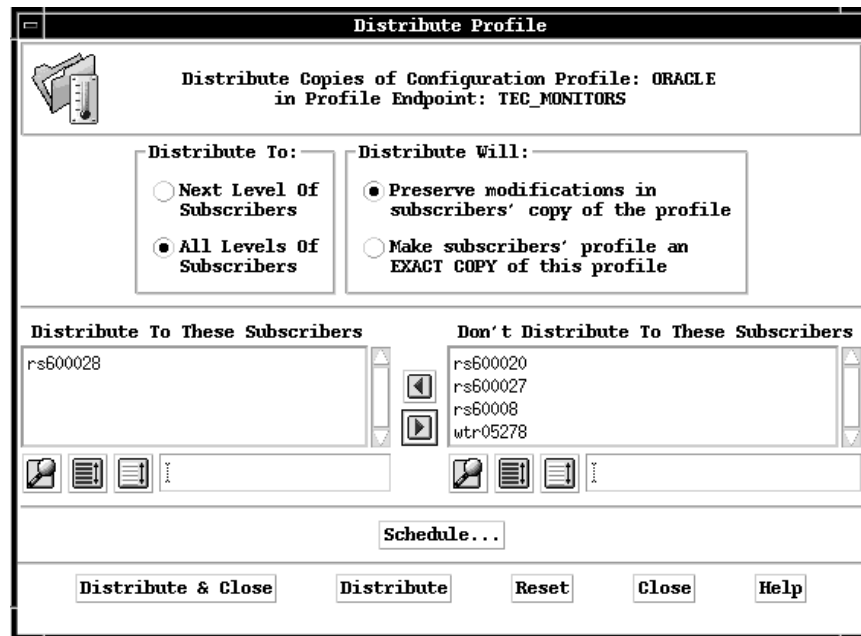 Distribute Profile
Distribute Copies of Configuration Profile: ORACLE
in Profile Endpoint: TEC_MONITORS
Distribute To:
Next Level Of
Subscribers
All Levels Of
Subscribers
Distribute Will:
Preserve modifications in
subscribers' copy of the profile
Make subscribers' profile an
EXACT COPY of this profile
Distribute To These Subscribers
rs600028
Don't Distribute To These Subscribers
rs600020
rs600027
rs60008
wtr05278
Schedule...
Distribute & Close
Distribute
Reset
Close
Help